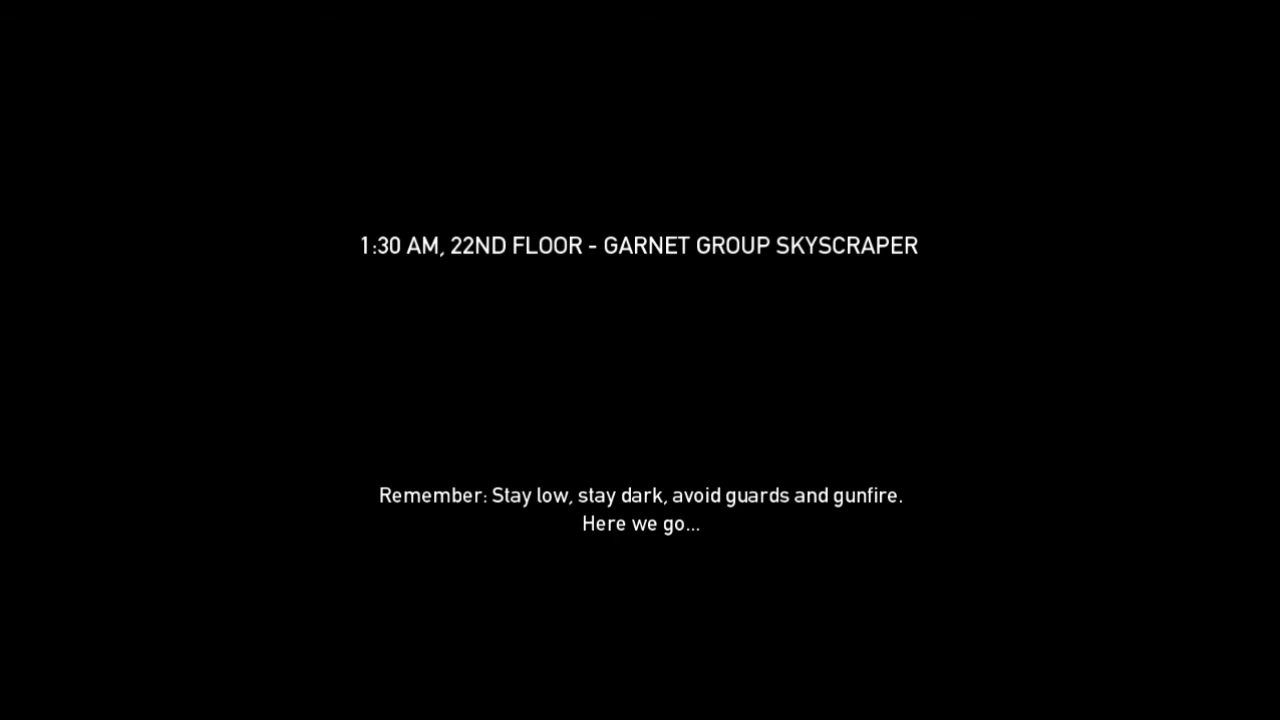 1:30 AM, 22ND FLOOR - GARNET GROUP SKYSCRAPER
Remember: Stay low, stay dark, avoid guards and gunfire.
Here we go...